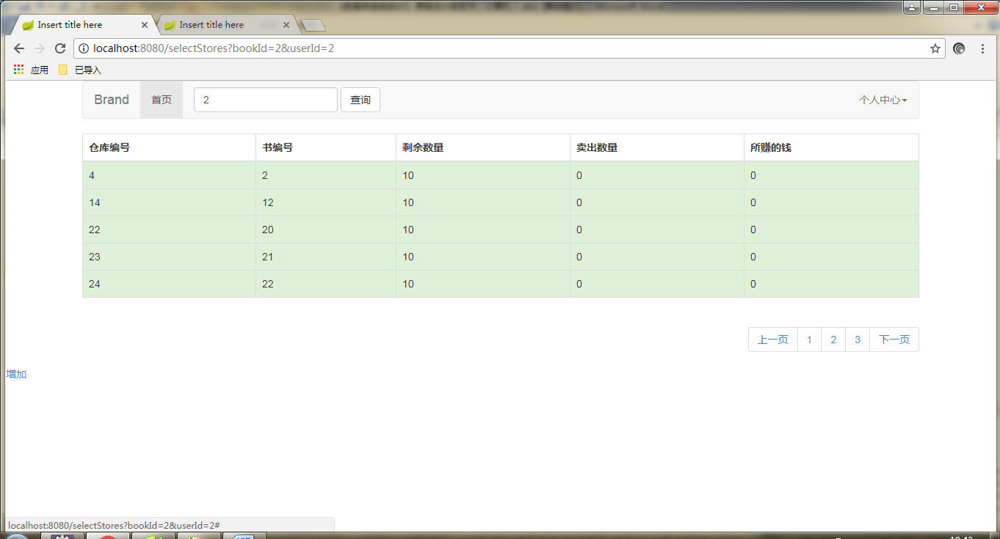 Insert title here
Insert title here
localhost:8080/selectStores?bookId=2&userId=2
应用 已导入
Brand 首页 2 查询 个人中心
仓库编号 书编号 剩余数量 卖出数量 所赚的钱
4 2 10 0 0
14 12 10 0 0
22 20 10 0 0
23 21 10 0 0
24 22 10 0 0
上一页 1 2 3 下一页
增加
localhost:8080/selectStores?bookId=2&userId=2#